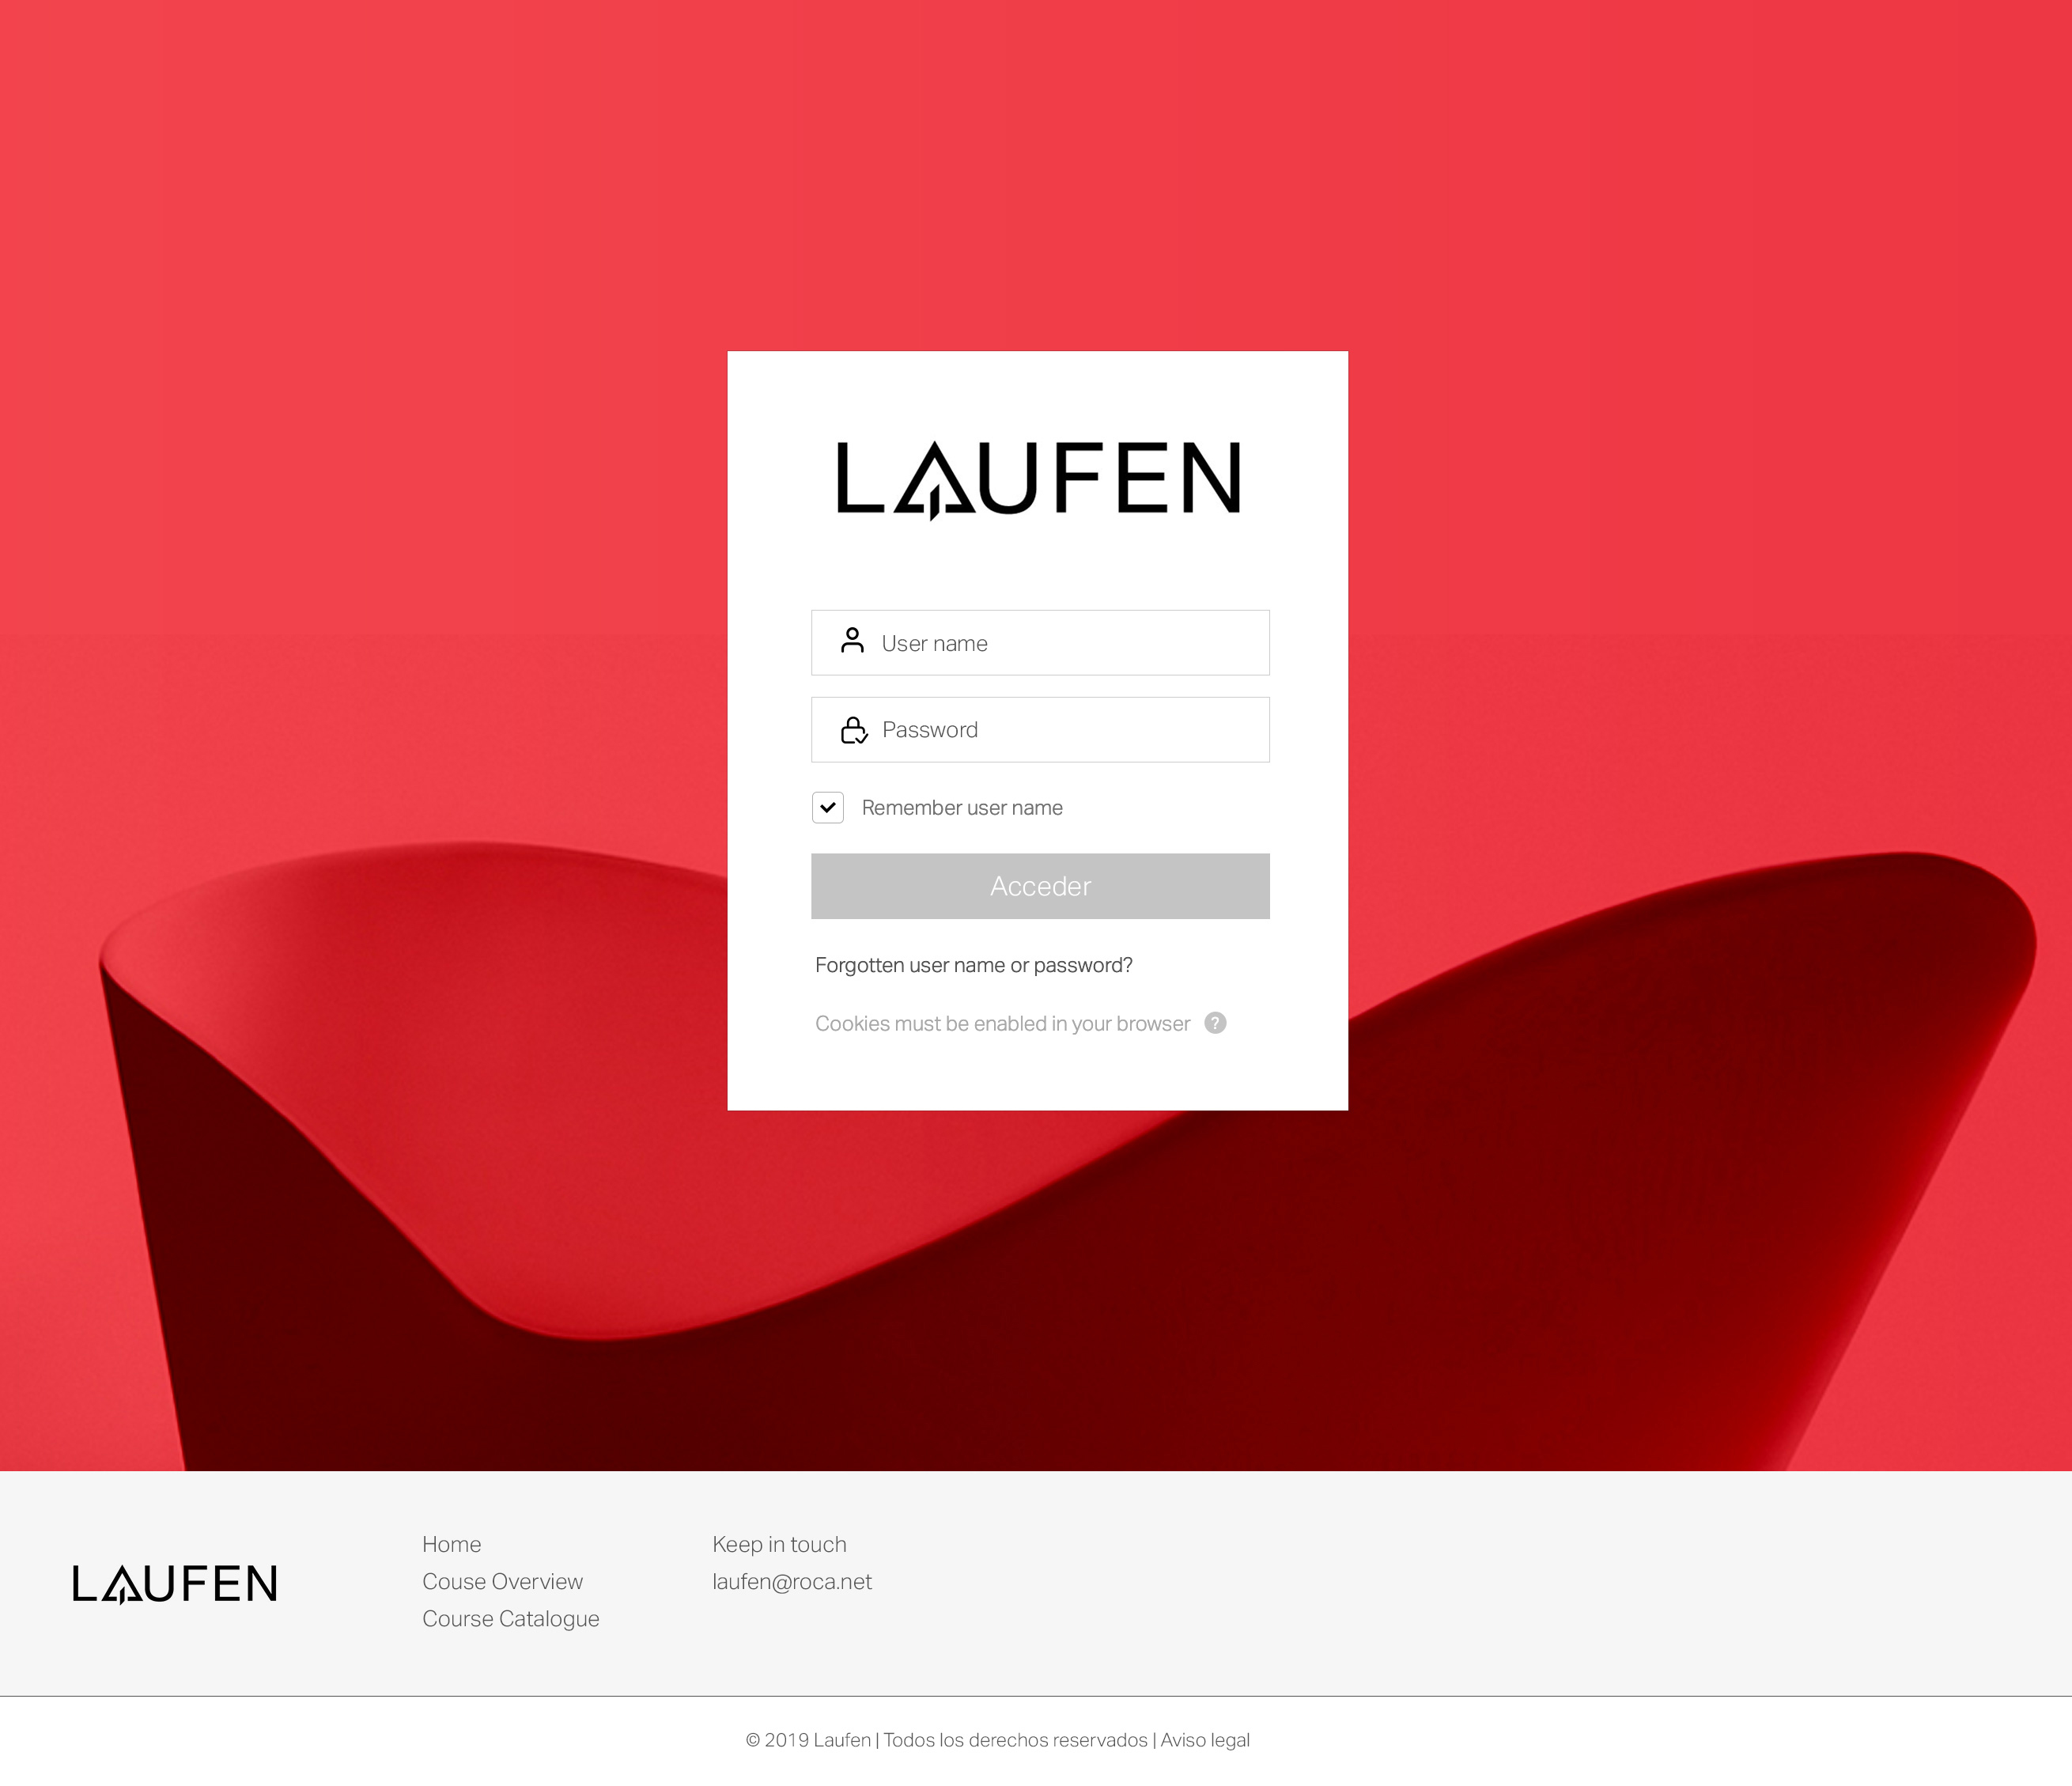 LAUFEN
User name
Password
Remember user name
Acceder
Forgotten user name or password?
Cookies must be enabled in your browser ?
LAUFEN
Home
Couse Overview
Course Catalogue
Keep in touch
laufen@roca.net
© 2019 Laufen | Todos los derechos reservados | Aviso legal